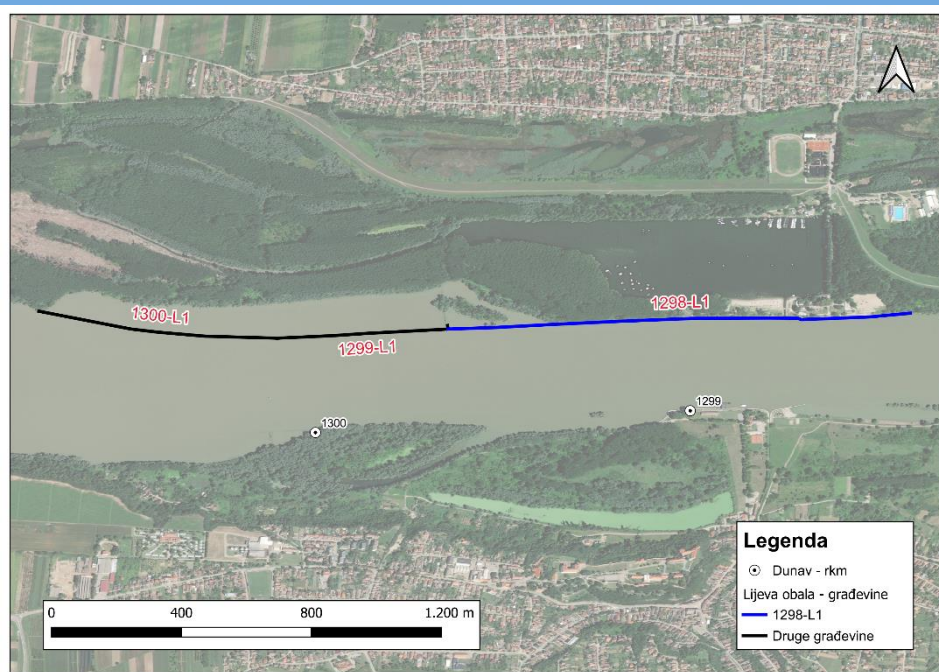 1300-L1
1299-L1
1298-L1
1300
1299
Legenda
Dunav - rkm
Lijeva obala - građevine
1298-L1
Druge građevine
0 400 800 1.200 m